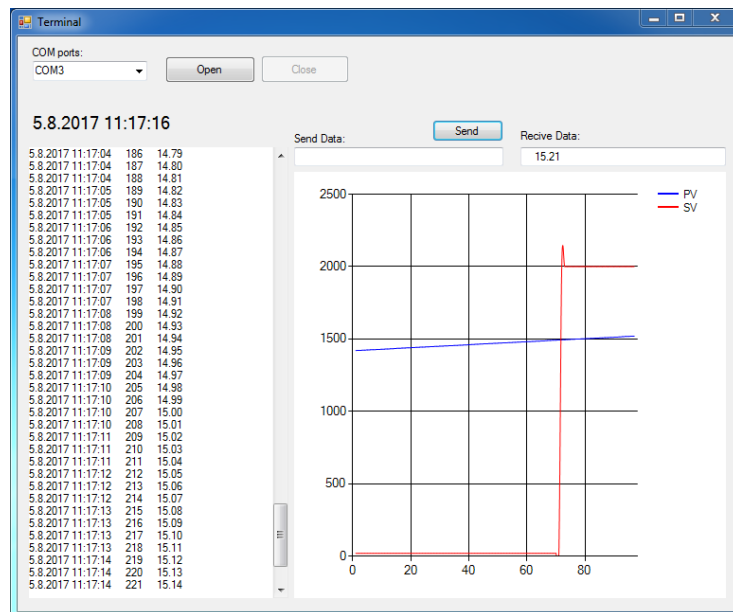 Terminal
COM ports:
COM3
Open
Close
5.8.2017 11:17:16
Send Data:
Send
Recive Data:
15.21
5.8.2017 11:17:04 186 14.79
5.8.2017 11:17:04 187 14.80
5.8.2017 11:17:04 188 14.81
5.8.2017 11:17:05 189 14.82
5.8.2017 11:17:05 190 14.83
5.8.2017 11:17:05 191 14.84
5.8.2017 11:17:06 192 14.85
5.8.2017 11:17:06 193 14.86
5.8.2017 11:17:06 194 14.87
5.8.2017 11:17:07 195 14.88
5.8.2017 11:17:07 196 14.89
5.8.2017 11:17:07 197 14.90
5.8.2017 11:17:07 198 14.91
5.8.2017 11:17:08 199 14.92
5.8.2017 11:17:08 200 14.93
5.8.2017 11:17:08 201 14.94
5.8.2017 11:17:09 202 14.95
5.8.2017 11:17:09 203 14.96
5.8.2017 11:17:09 204 14.97
5.8.2017 11:17:10 205 14.98
5.8.2017 11:17:10 206 14.99
5.8.2017 11:17:10 207 15.00
5.8.2017 11:17:10 208 15.01
5.8.2017 11:17:11 209 15.02
5.8.2017 11:17:11 210 15.03
5.8.2017 11:17:11 211 15.04
5.8.2017 11:17:12 212 15.05
5.8.2017 11:17:12 213 15.06
5.8.2017 11:17:12 214 15.07
5.8.2017 11:17:13 215 15.08
5.8.2017 11:17:13 216 15.09
5.8.2017 11:17:13 217 15.10
5.8.2017 11:17:13 218 15.11
5.8.2017 11:17:14 219 15.12
5.8.2017 11:17:14 220 15.13
5.8.2017 11:17:14 221 15.14
2500
2000
1500
1000
500
0
0 20 40 60 80
PV
SV